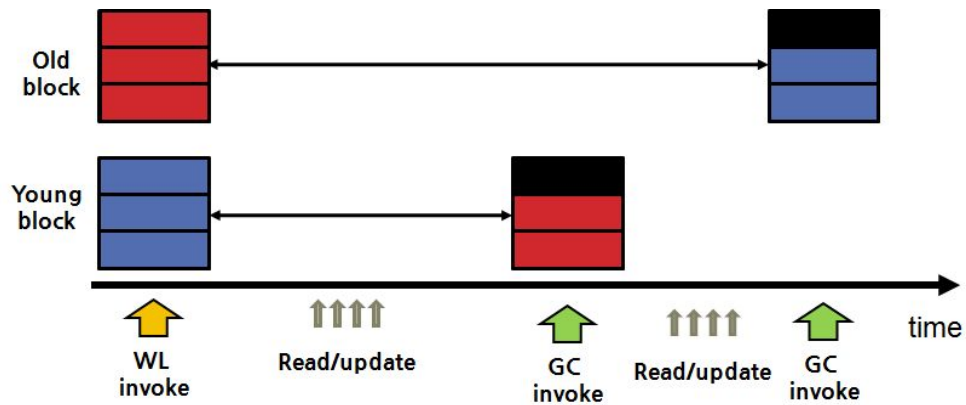 Old
block
Young
block
WL
invoke
Read/update
GC
invoke
Read/update
GC
invoke
time